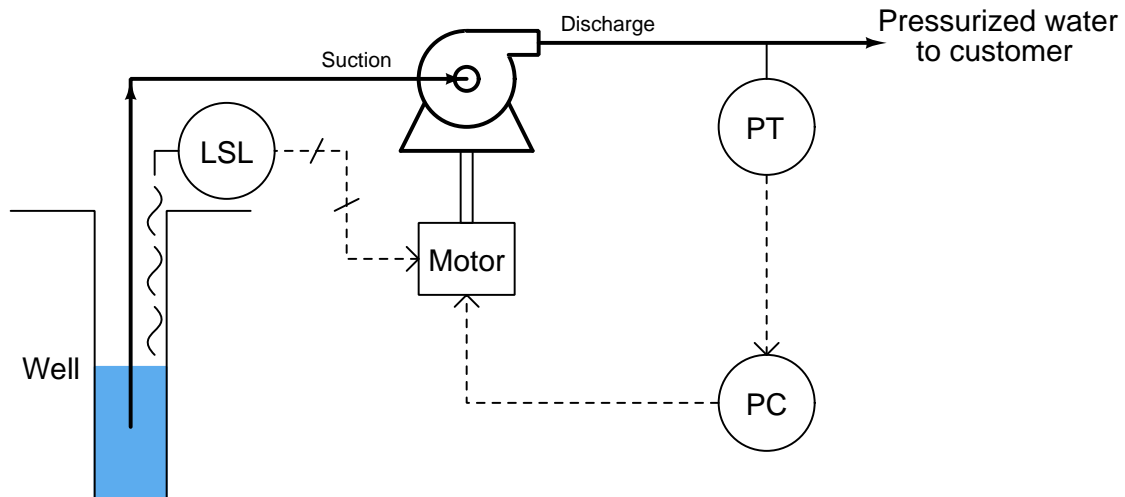 Pressurized water
to customer
Discharge
Suction
PT
LSL
Motor
Well
PC